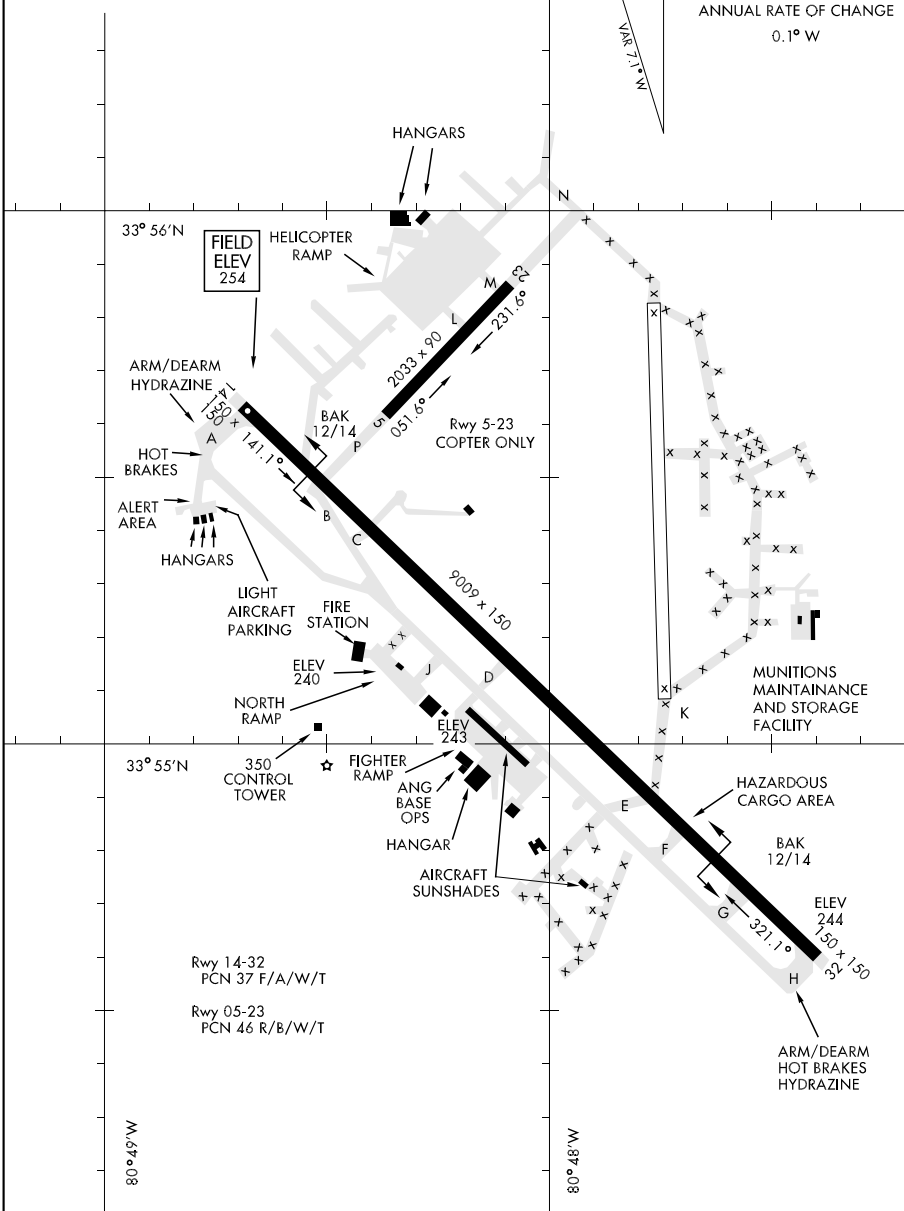 ANNUAL RATE OF CHANGE
0.1° W
VAR 7.1° W
HANGARS
N
33° 56'N
FIELD
ELEV
254
HELICOPTER
RAMP
M
23
L
231.6°
2033 x 90
051.6°
5
ARM/DEARM
HYDRAZINE
14
150 x
150
BAK
12/14
P
Rwy 5-23
COPTER ONLY
A
141.1°
HOT
BRAKES
ALERT
AREA
B
C
HANGARS
LIGHT
AIRCRAFT
PARKING
FIRE
STATION
9009 x 150
ELEV
240
J
D
NORTH
RAMP
MUNITIONS
MAINTAINANCE
AND STORAGE
FACILITY
K
ELEV
243
33° 55'N
350
CONTROL
TOWER
FIGHTER
RAMP
ANG
BASE
OPS
HANGAR
HAZARDOUS
CARGO AREA
E
F
BAK
12/14
AIRCRAFT
SUNSHADES
G
321.1°
ELEV
244
150 x 150
32
H
Rwy 14-32
PCN 37 F/A/W/T
Rwy 05-23
PCN 46 R/B/W/T
ARM/DEARM
HOT BRAKES
HYDRAZINE
80° 49'W
80° 48'W